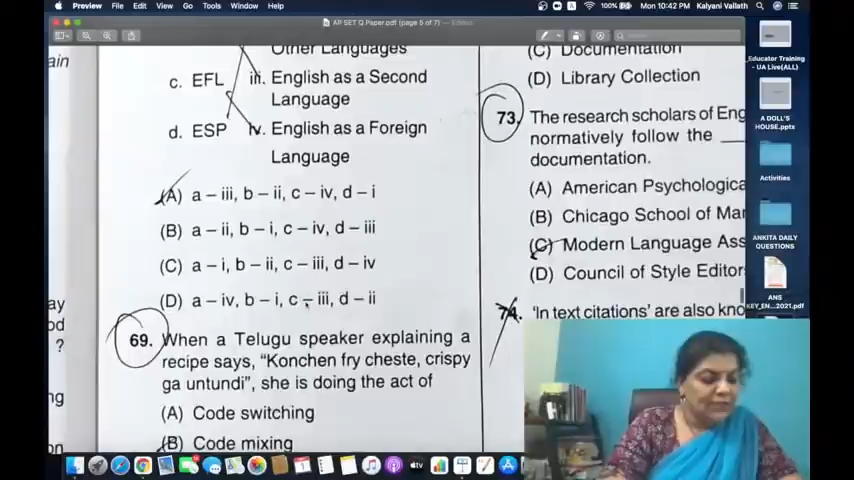 Preview File Edit View Go Tools Window Help
100% Mon 10:42 PM Kalyani Vallath
AP SET Q Paper.pdf (page 5 of 7)
Search
ain
ay
od
?
ng
on
Other Languages
c. EFL iii. English as a Second
Language
d. ESP iv. English as a Foreign
Language
(A) a – iii, b – ii, c – iv, d – i
(B) a – ii, b – i, c – iv, d – iii
(C) a – i, b – ii, c – iii, d – iv
(D) a – iv, b – i, c – iii, d – ii
69. When a Telugu speaker explaining a
recipe says, “Konchen fry cheste, crispy
ga untundi”, she is doing the act of
(A) Code switching
(B) Code mixing
(C) Documentation
(D) Library Collection
73. The research scholars of Eng
normatively follow the __
documentation.
(A) American Psychologica
(B) Chicago School of Mar
(C) Modern Language Ass
(D) Council of Style Editor
74. ‘In text citations’ are also kno
Educator Training
- UA Live(ALL)
A DOLL'S
HOUSE.pptx
Activities
ANKITA DAILY
QUESTIONS
ANS
KEY_EN...2021.pdf